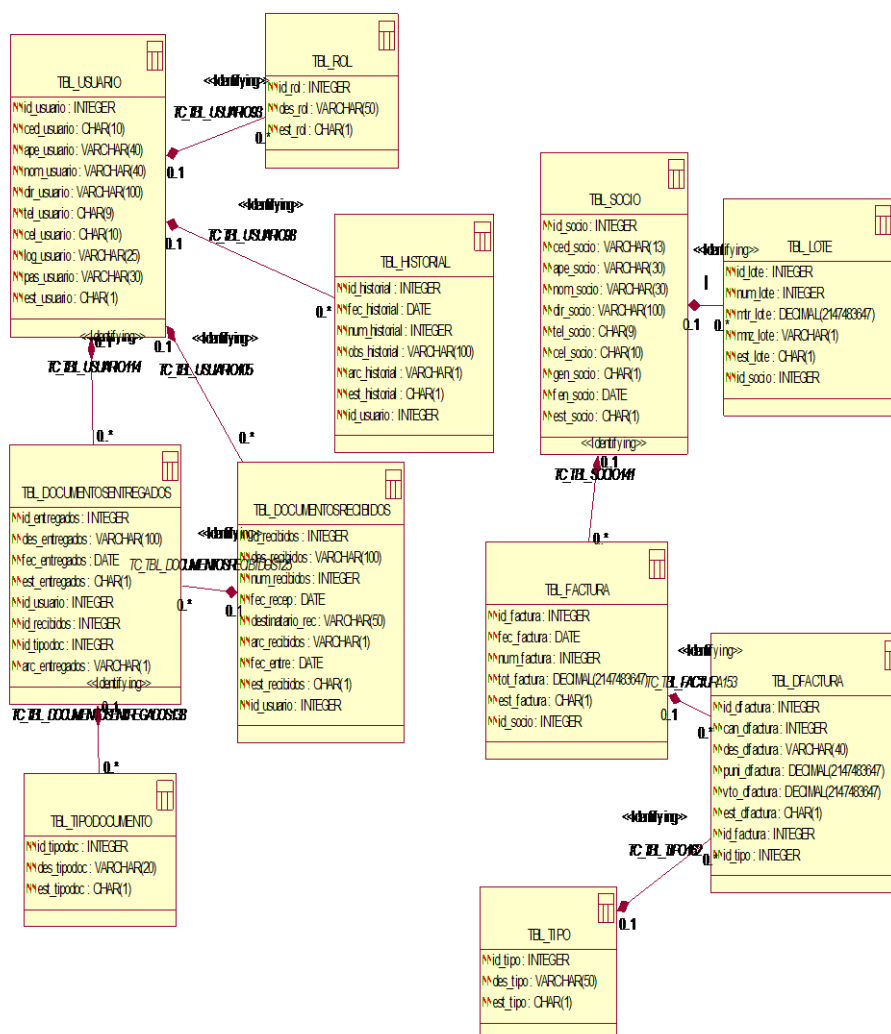 TBL_USUARIO
id_usuario : INTEGER
ced_usuario : CHAR(10)
ape_usuario : VARCHAR(40)
nom_usuario : VARCHAR(40)
dir_usuario : VARCHAR(100)
tel_usuario : CHAR(9)
cel_usuario : CHAR(10)
log_usuario : VARCHAR(25)
pas_usuario : VARCHAR(30)
est_usuario : CHAR(1)
<<Identifying>>
0..1
TC_TBL_USUARIO114
0..*
<<Identifying>>
TC_TBL_USUARIO93
0..*
0..1
TBL_ROL
id_rol : INTEGER
des_rol : VARCHAR(50)
est_rol : CHAR(1)
<<Identifying>>
TC_TBL_USUARIO98
0..1
0..*
TBL_HISTORIAL
id_historial : INTEGER
fec_historial : DATE
num_historial : INTEGER
obs_historial : VARCHAR(100)
arc_historial : VARCHAR(1)
est_historial : CHAR(1)
id_usuario : INTEGER
<<Identifying>>
0..1
TC_TBL_USUARIO105
0..*
TBL_DOCUMENTOSENTREGADOS
id_entregados : INTEGER
des_entregados : VARCHAR(100)
fec_entregados : DATE
est_entregados : CHAR(1)
id_usuario : INTEGER
id_recibidos : INTEGER
id_tipodoc : INTEGER
arc_entregados : VARCHAR(1)
<<Identifying>>
0..1
TC_TBL_DOCUMENTOSENTREGADOS138
0..*
<<Identifying>>
TC_TBL_DOCUMENTOSRECIBIDOS125
0..*
0..1
TBL_DOCUMENTOSRECIBIDOS
id_recibidos : INTEGER
des_recibidos : VARCHAR(100)
num_recibidos : INTEGER
fec_recep : DATE
destinatario_rec : VARCHAR(50)
arc_recibidos : VARCHAR(1)
fec_entre : DATE
est_recibidos : CHAR(1)
id_usuario : INTEGER
TBL_TIPODOCUMENTO
id_tipodoc : INTEGER
des_tipodoc : VARCHAR(20)
est_tipodoc : CHAR(1)
TBL_SOCIO
id_socio : INTEGER
ced_socio : VARCHAR(13)
ape_socio : VARCHAR(30)
nom_socio : VARCHAR(30)
dir_socio : VARCHAR(100)
tel_socio : CHAR(9)
cel_socio : CHAR(10)
gen_socio : CHAR(1)
fen_socio : DATE
est_socio : CHAR(1)
<<Identifying>>
0..1
TC_TBL_SOCIO141
0..*
<<Identifying>>
0..1
0..*
TBL_LOTE
id_lote : INTEGER
num_lote : INTEGER
mtr_lote : DECIMAL(2147483647)
mnz_lote : VARCHAR(1)
est_lote : CHAR(1)
id_socio : INTEGER
TBL_FACTURA
id_factura : INTEGER
fec_factura : DATE
num_factura : INTEGER
tot_factura : DECIMAL(2147483647)
est_factura : CHAR(1)
id_socio : INTEGER
<<Identifying>>
TC_TBL_FACTURA153
0..1
0..*
TBL_DFACTURA
id_dfactura : INTEGER
can_dfactura : INTEGER
des_dfactura : VARCHAR(40)
puni_dfactura : DECIMAL(2147483647)
vto_dfactura : DECIMAL(2147483647)
est_dfactura : CHAR(1)
id_factura : INTEGER
id_tipo : INTEGER
<<Identifying>>
TC_TBL_TIPO162
0..*
0..1
TBL_TIPO
id_tipo : INTEGER
des_tipo : VARCHAR(50)
est_tipo : CHAR(1)